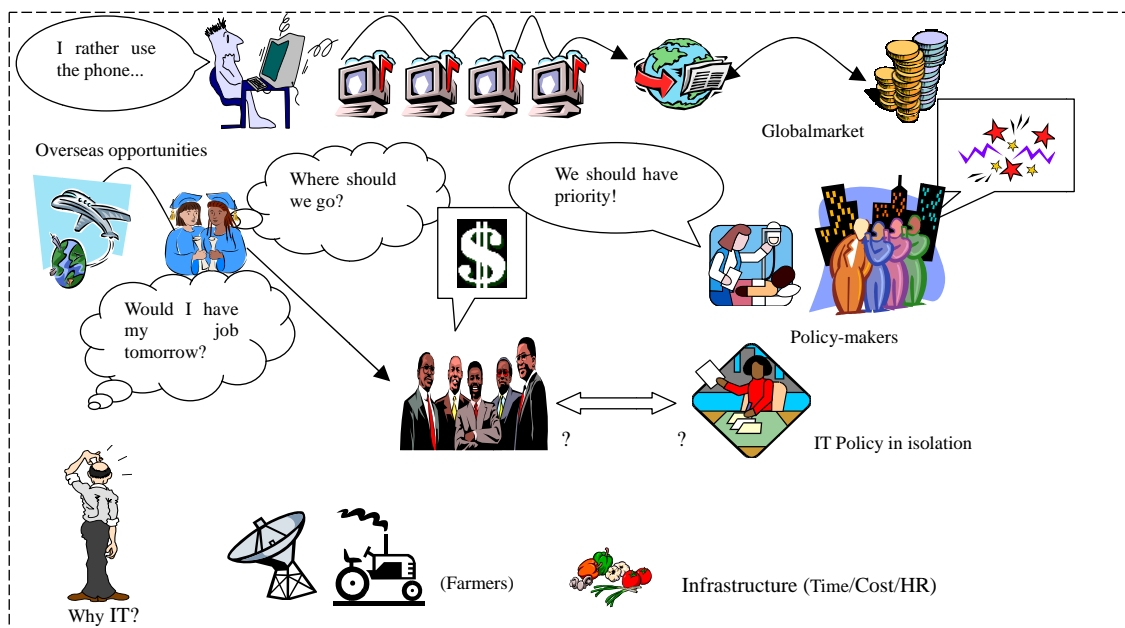 I rather use
the phone...
Globalmarket
Overseas opportunities
Where should
we go?
We should have
priority!
$
Would I have
my job
tomorrow?
Policy-makers
? ?
IT Policy in isolation
(Farmers)
Infrastructure (Time/Cost/HR)
Why IT?